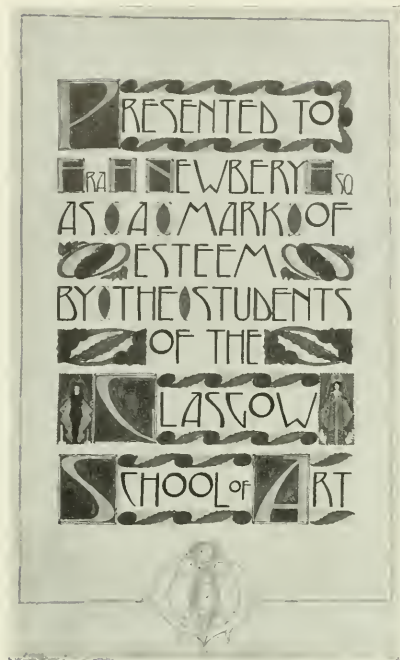 PRESENTED TO
FRA H NEWBERY ESQ
AS A MARK OF
ESTEEM
BY THE STUDENTS
OF THE
GLASGOW
SCHOOL OF ART